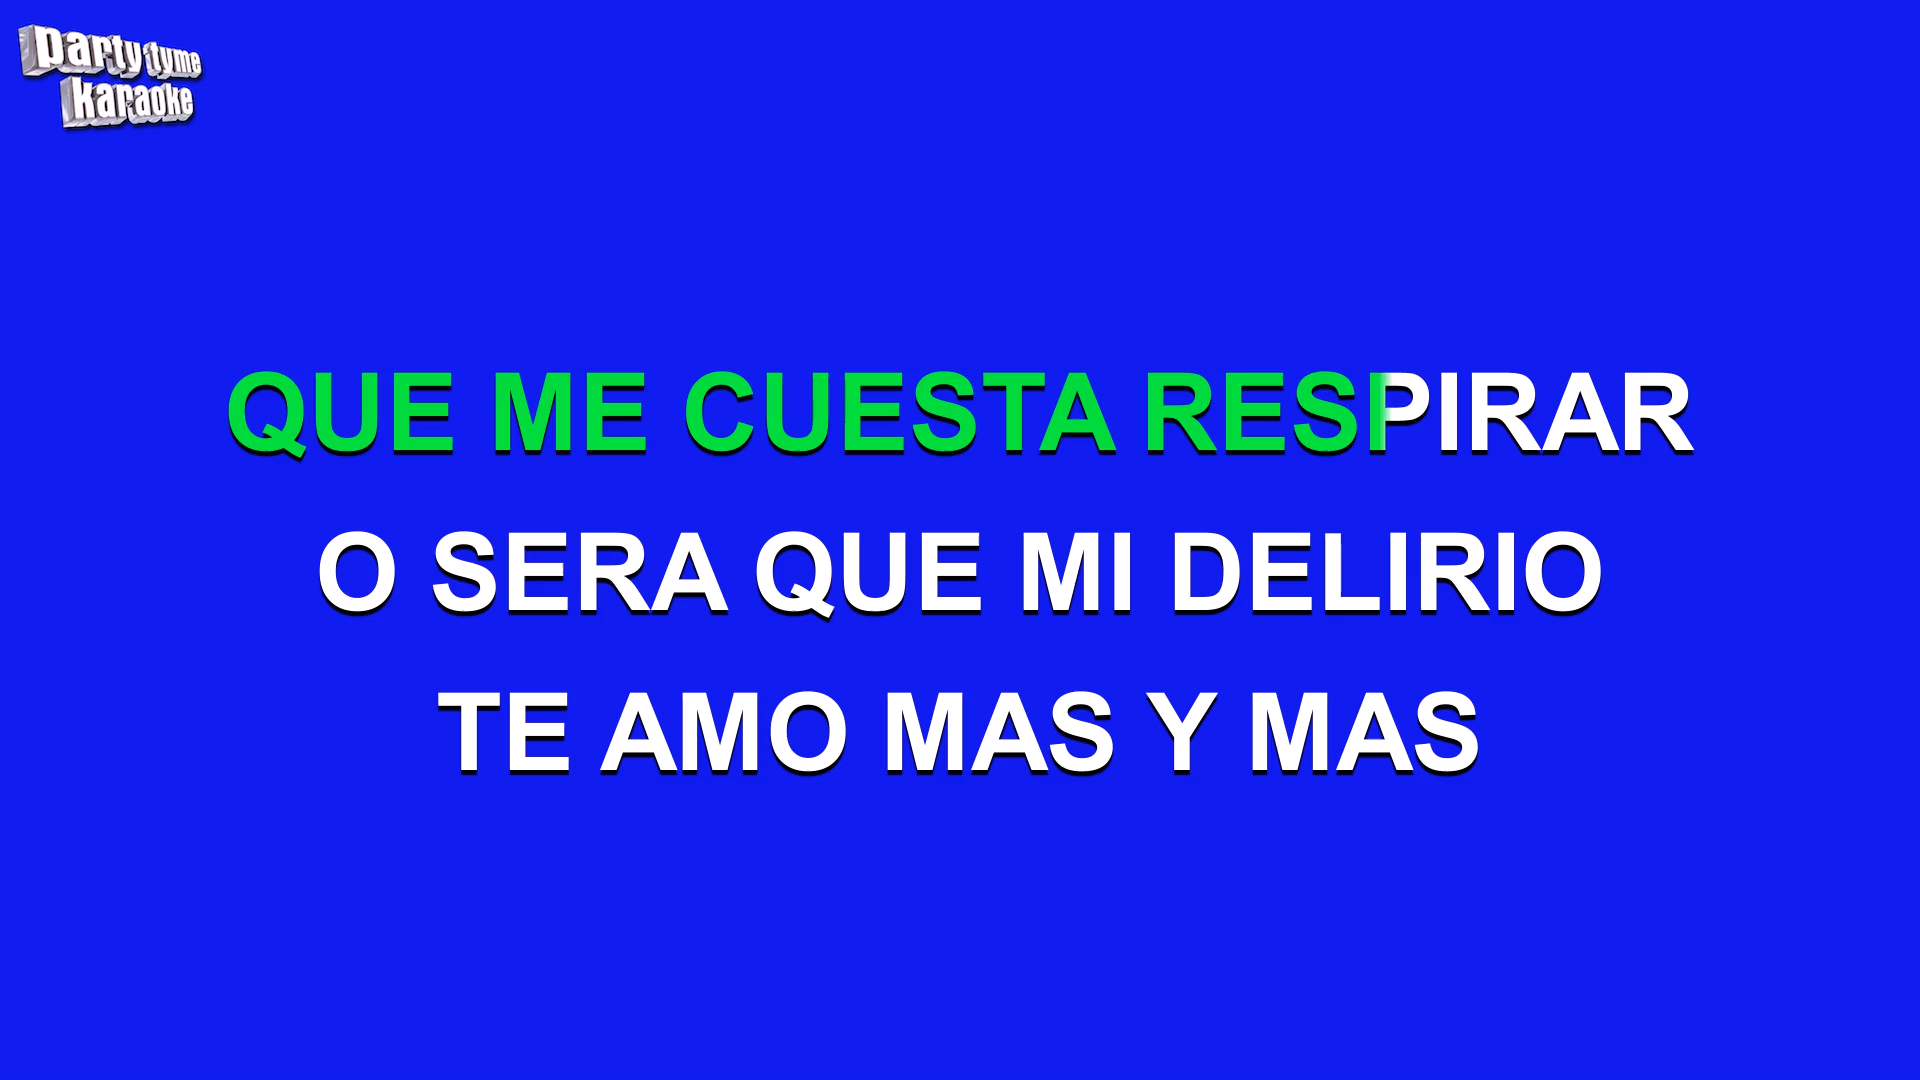 party tyme
karaoke
QUE ME CUESTA RESPIRAR
O SERA QUE MI DELIRIO
TE AMO MAS Y MAS